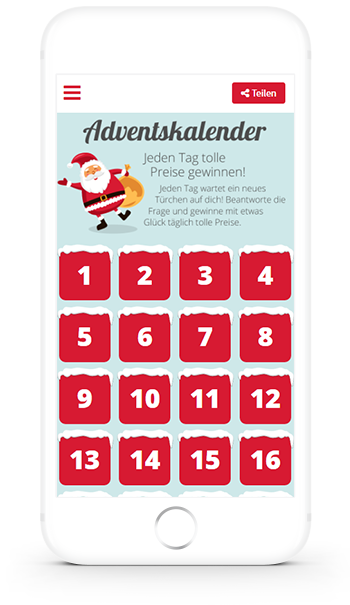 Teilen
Adventskalender
Jeden Tag tolle
Preise gewinnen!
Jeden Tag wartet ein neues
Türchen auf dich! Beantworte die
Frage und gewinne mit etwas
Glück täglich tolle Preise.
1 2 3 4
5 6 7 8
9 10 11 12
13 14 15 16